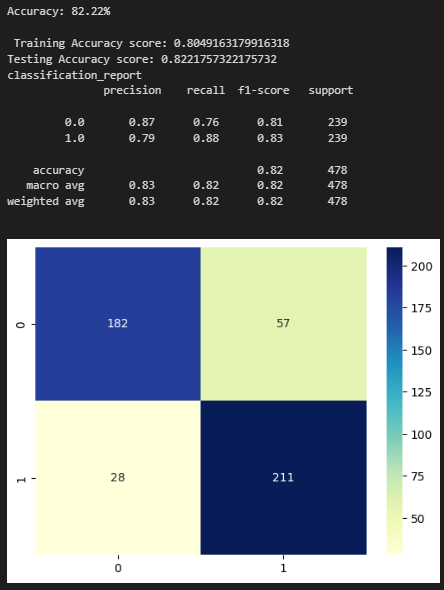 Accuracy: 82.22%
Training Accuracy score: 0.8049163179916318
Testing Accuracy score: 0.8221757322175732
classification_report
precision recall f1-score support
0.0 0.87 0.76 0.81 239
1.0 0.79 0.88 0.83 239
accuracy 0.82 478
macro avg 0.83 0.82 0.82 478
weighted avg 0.83 0.82 0.82 478
200
0 182 57
175
150
125
100
75
1 28 211
50
0 1